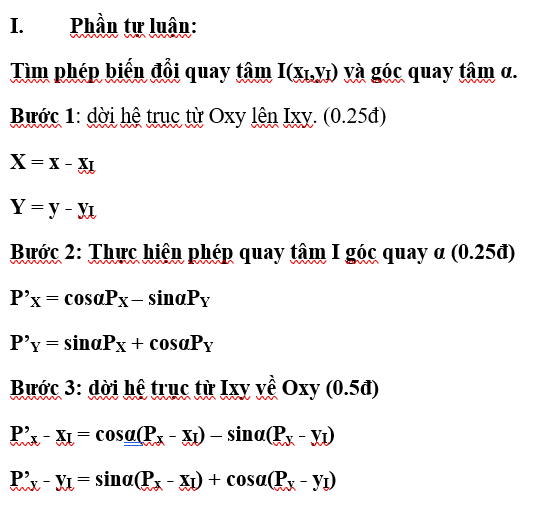 I. Phần tự luận:
Tìm phép biến đổi quay tâm I(xI,yI) và góc quay tâm α.
Bước 1: dời hệ trục từ Oxy lên Ixy. (0.25đ)
X = x - xI
Y = y - yI
Bước 2: Thực hiện phép quay tâm I góc quay α (0.25đ)
P’X = cosαPX – sinαPY
P’Y = sinαPX + cosαPY
Bước 3: dời hệ trục từ Ixy về Oxy (0.5đ)
P’x - xI = cosα(Px - xI) – sinα(Py - yI)
P’y - yI = sinα(Px - xI) + cosα(Py - yI)